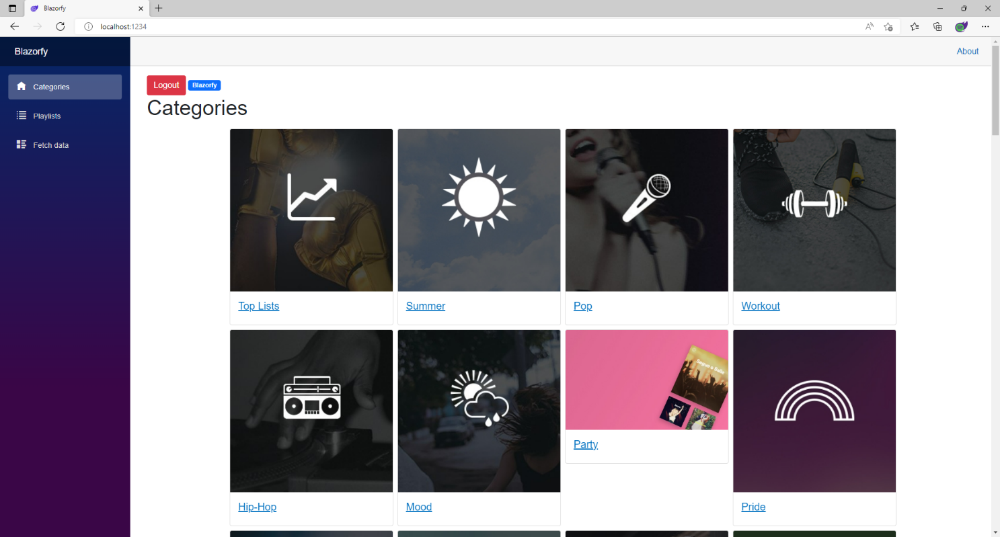 Blazorfy
localhost:1234
Blazorfy
About
Categories
Playlists
Fetch data
Logout Blazorfy
Categories
Top Lists
Summer
Pop
Workout
Segue o Baile
Hip-Hop
Mood
Party
Pride